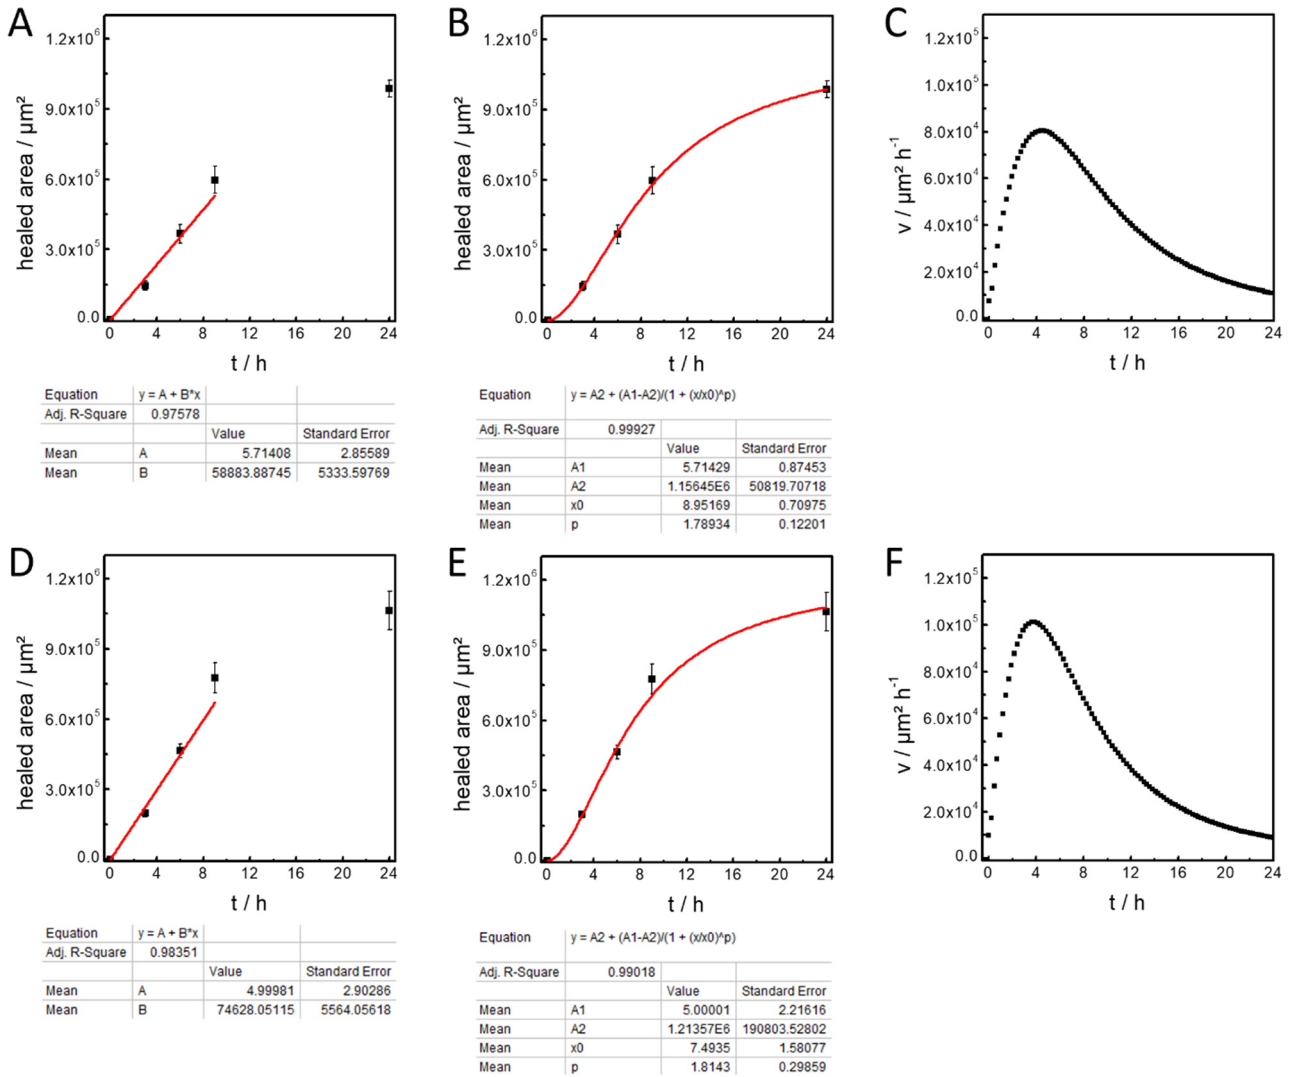 A
1.2x10⁶
9.0x10⁵
6.0x10⁵
3.0x10⁵
0.0
healed area / µm²
0 4 8 12 16 20 24
t / h
Equation y = A + B*x
Adj. R-Square 0.97578
Value Standard Error
Mean A 5.71408 2.85589
Mean B 58883.88745 5333.59769
B
1.2x10⁶
9.0x10⁵
6.0x10⁵
3.0x10⁵
0.0
healed area / µm²
0 4 8 12 16 20 24
t / h
Equation y = A2 + (A1-A2)/(1 + (x/x0)^p)
Adj. R-Square 0.99927
Value Standard Error
Mean A1 5.71429 0.87453
Mean A2 1.15645E6 50819.70718
Mean x0 8.95169 0.70975
Mean p 1.78934 0.12201
C
1.2x10⁵
1.0x10⁵
8.0x10⁴
6.0x10⁴
4.0x10⁴
2.0x10⁴
0.0
v / µm² h⁻¹
0 4 8 12 16 20 24
t / h
D
1.2x10⁶
9.0x10⁵
6.0x10⁵
3.0x10⁵
0.0
healed area / µm²
0 4 8 12 16 20 24
t / h
Equation y = A + B*x
Adj. R-Square 0.98351
Value Standard Error
Mean A 4.99981 2.90286
Mean B 74628.05115 5564.05618
E
1.2x10⁶
9.0x10⁵
6.0x10⁵
3.0x10⁵
0.0
healed area / µm²
0 4 8 12 16 20 24
t / h
Equation y = A2 + (A1-A2)/(1 + (x/x0)^p)
Adj. R-Square 0.99018
Value Standard Error
Mean A1 5.00001 2.21616
Mean A2 1.21357E6 190803.52802
Mean x0 7.4935 1.58077
Mean p 1.8143 0.29859
F
1.2x10⁵
1.0x10⁵
8.0x10⁴
6.0x10⁴
4.0x10⁴
2.0x10⁴
0.0
v / µm² h⁻¹
0 4 8 12 16 20 24
t / h